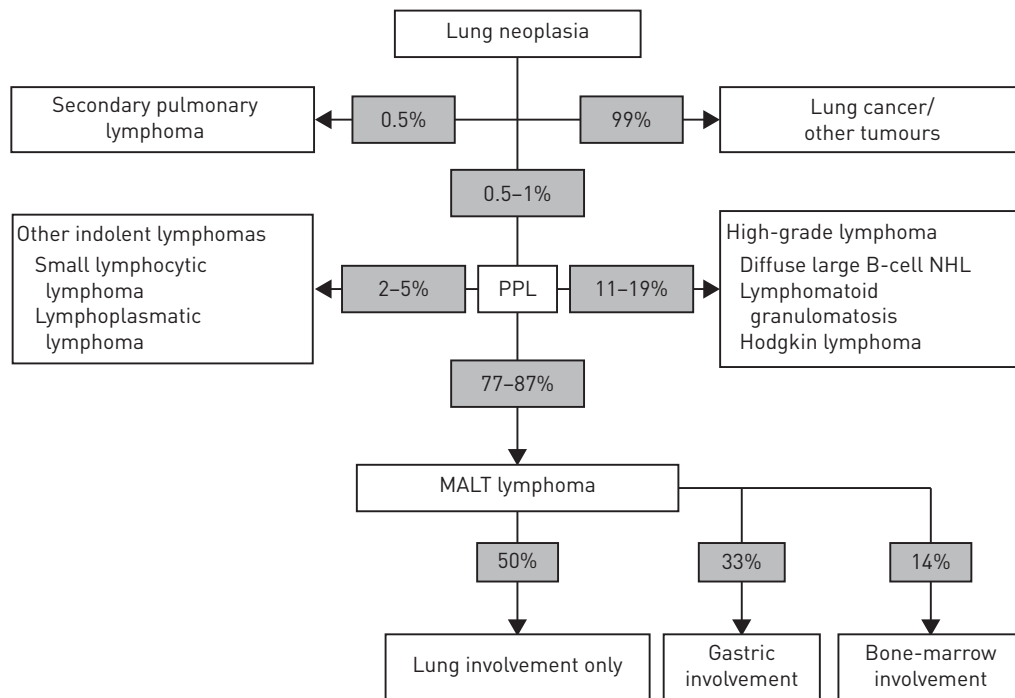 Lung neoplasia
Secondary pulmonary
lymphoma
0.5%
99%
Lung cancer/
other tumours
0.5–1%
Other indolent lymphomas
Small lymphocytic
lymphoma
Lymphoplasmatic
lymphoma
2–5%
PPL
11–19%
High-grade lymphoma
Diffuse large B-cell NHL
Lymphomatoid
granulomatosis
Hodgkin lymphoma
77–87%
MALT lymphoma
50%
33%
14%
Lung involvement only
Gastric
involvement
Bone-marrow
involvement